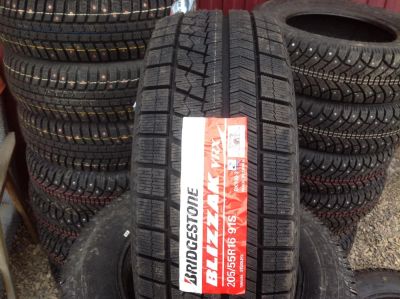 BRIDGESTONE
BLIZZAK VRX
205/55R16 91S